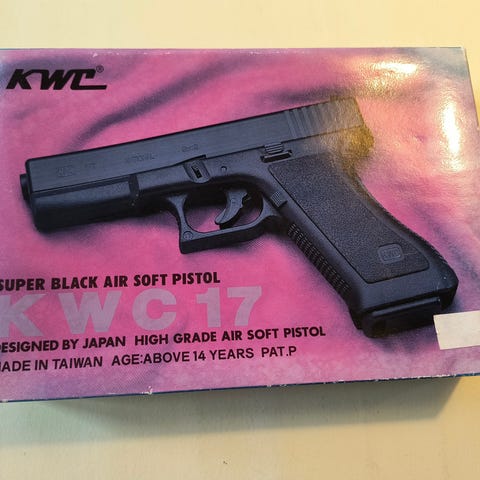 KWC®
SUPER BLACK AIR SOFT PISTOL
KWC 17
DESIGNED BY JAPAN HIGH GRADE AIR SOFT PISTOL
MADE IN TAIWAN AGE:ABOVE 14 YEARS PAT.P